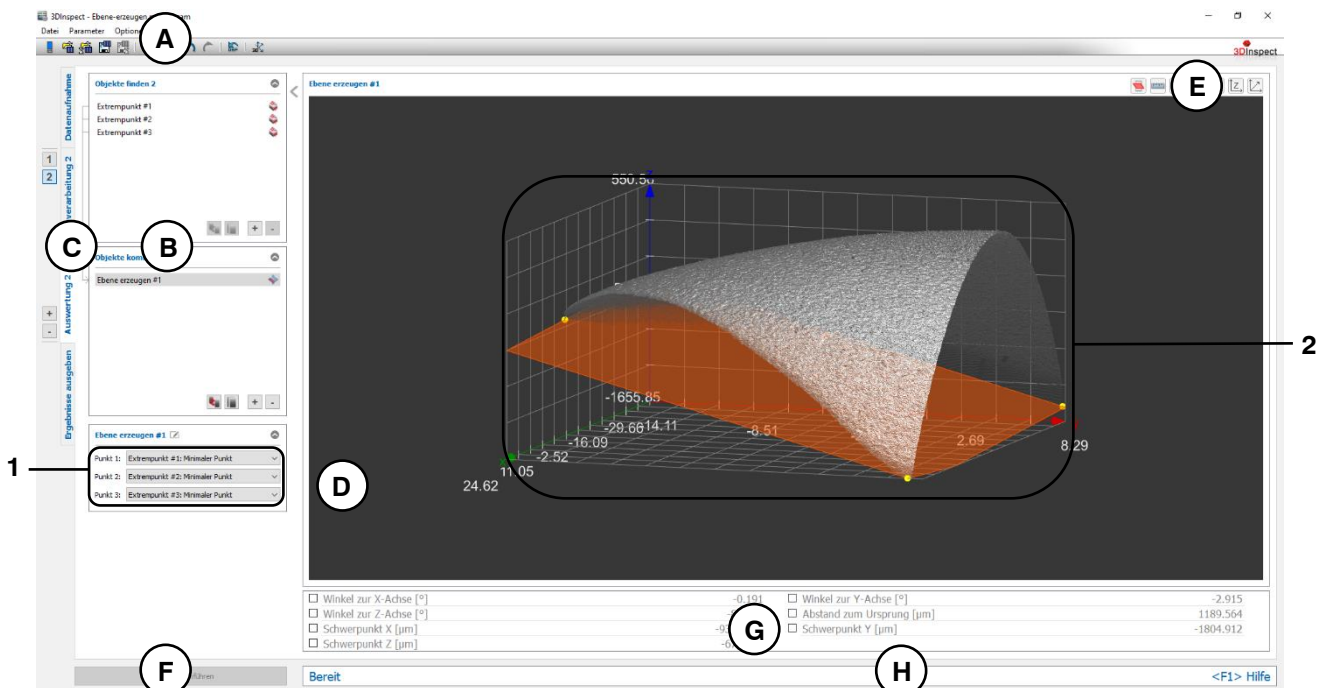 3DInspect - Ebene-erzeugen
Datei Parameter
A
3DInspect
Datenaufnahme
verarbeitung 2
Auswertung 2
Ergebnisse ausgeben
1
2
+
-
Objekte finden 2
Extrempunkt #1
Extrempunkt #2
Extrempunkt #3
+ -
C
B
Objekte
Ebene erzeugen #1
+ -
Ebene erzeugen #1
1
Punkt 1: Extrempunkt #1: Minimaler Punkt
Punkt 2: Extrempunkt #2: Minimaler Punkt
Punkt 3: Extrempunkt #3: Minimaler Punkt
D
F
Ebene erzeugen #1
E
Z
550.50
-1655.85
-29.66
-14.11
-16.09
-8.51
-2.52
2.69
11.05
8.29
24.62
2
Winkel zur X-Achse [°] -0.191
Winkel zur Z-Achse [°]
Schwerpunkt X [µm]
Schwerpunkt Z [µm]
G
Winkel zur Y-Achse [°] -2.915
Abstand zum Ursprung [µm] 1189.564
Schwerpunkt Y [µm] -1804.912
Bereit
H
<F1> Hilfe